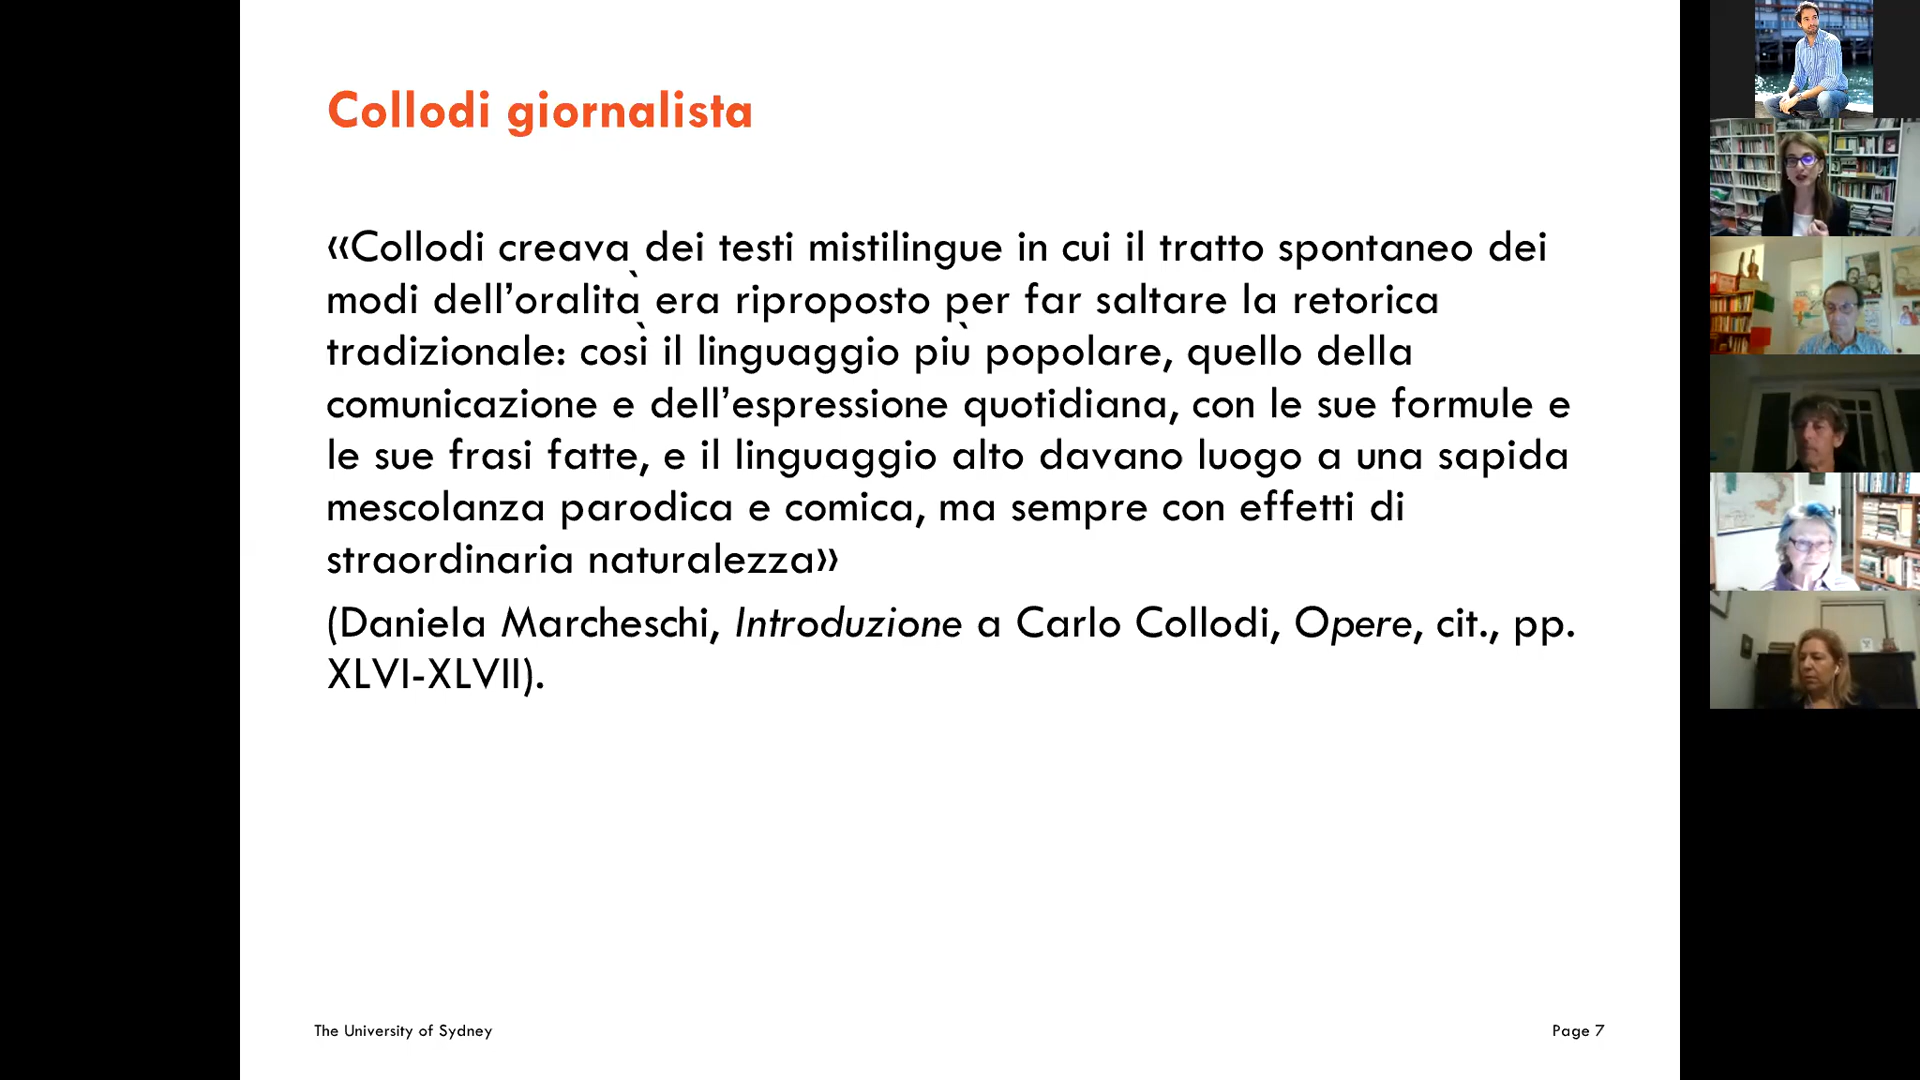 Collodi giornalista
«Collodi creava dei testi mistilingue in cui il tratto spontaneo dei
modi dell’oralità era riproposto per far saltare la retorica
tradizionale: così il linguaggio più popolare, quello della
comunicazione e dell’espressione quotidiana, con le sue formule e
le sue frasi fatte, e il linguaggio alto davano luogo a una sapida
mescolanza parodica e comica, ma sempre con effetti di
straordinaria naturalezza»
(Daniela Marcheschi, Introduzione a Carlo Collodi, Opere, cit., pp.
XLVI-XLVII).
The University of Sydney
Page 7